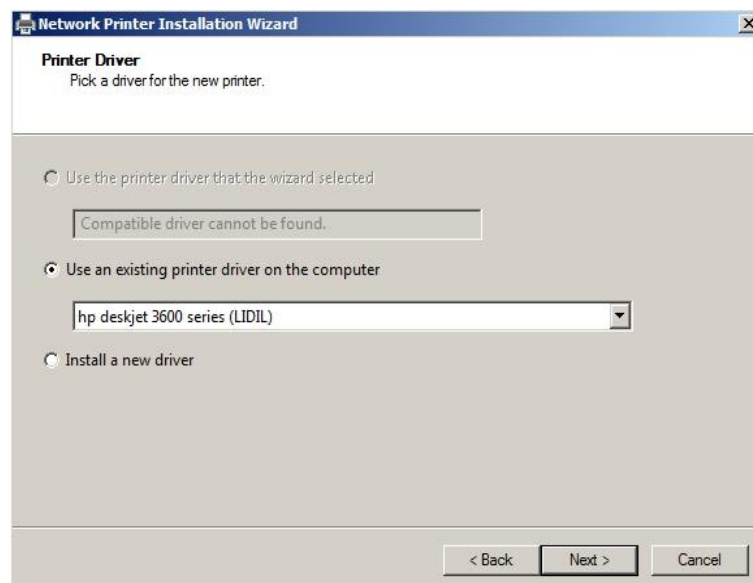 Network Printer Installation Wizard
Printer Driver
Pick a driver for the new printer.
Use the printer driver that the wizard selected
Compatible driver cannot be found.
Use an existing printer driver on the computer
hp deskjet 3600 series (LIDIL)
Install a new driver
< Back Next > Cancel